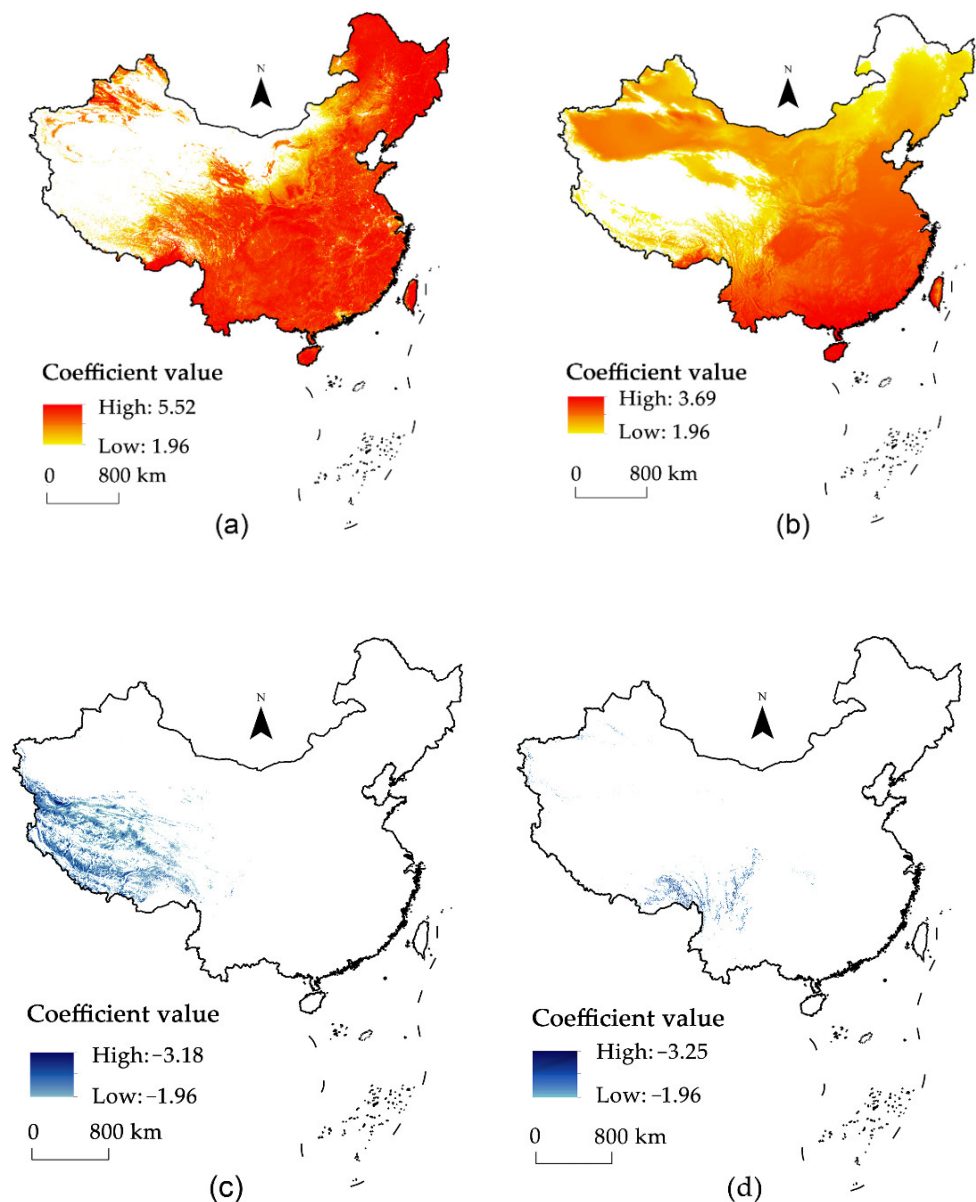 N
Coefficient value
High: 5.52
Low: 1.96
0 800 km
(a)
N
Coefficient value
High: 3.69
Low: 1.96
0 800 km
(b)
N
Coefficient value
High: −3.18
Low: −1.96
0 800 km
(c)
N
Coefficient value
High: −3.25
Low: −1.96
0 800 km
(d)